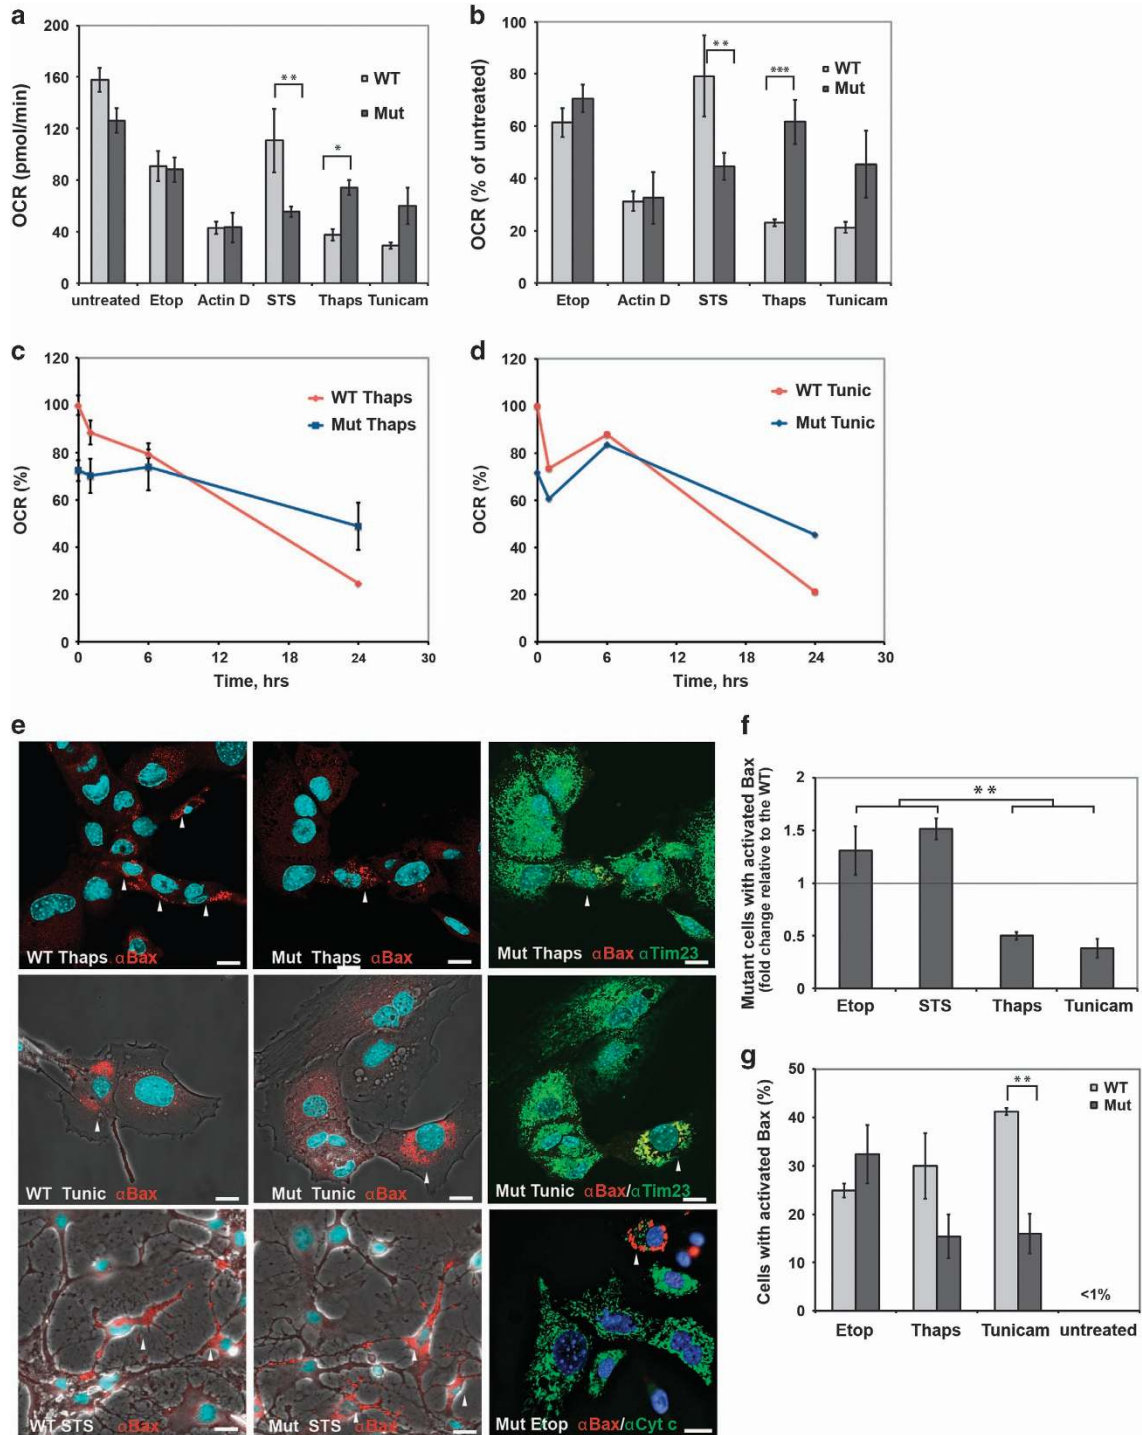 a
OCR (pmol/min)
200
160
120
80
40
0
**
*
WT
Mut
untreated Etop Actin D STS Thaps Tunicam
b
OCR (% of untreated)
100
80
60
40
20
0
**
***
WT
Mut
Etop Actin D STS Thaps Tunicam
c
OCR (%)
120
100
80
60
40
20
0
WT Thaps
Mut Thaps
0 6 12 18 24 30
Time, hrs
d
OCR (%)
120
100
80
60
40
20
0
WT Tunic
Mut Tunic
0 6 12 18 24 30
Time, hrs
e
WT Thaps αBax
Mut Thaps αBax
Mut Thaps αBax αTim23
WT Tunic αBax
Mut Tunic αBax
Mut Tunic αBax/αTim23
WT STS αBax
Mut STS αBax
Mut Etop αBax/αCyt c
f
Mutant cells with activated Bax
(fold change relative to the WT)
2
1.5
1
0.5
0
**
Etop STS Thaps Tunicam
g
Cells with activated Bax (%)
50
40
30
20
10
0
**
WT
Mut
<1%
Etop Thaps Tunicam untreated